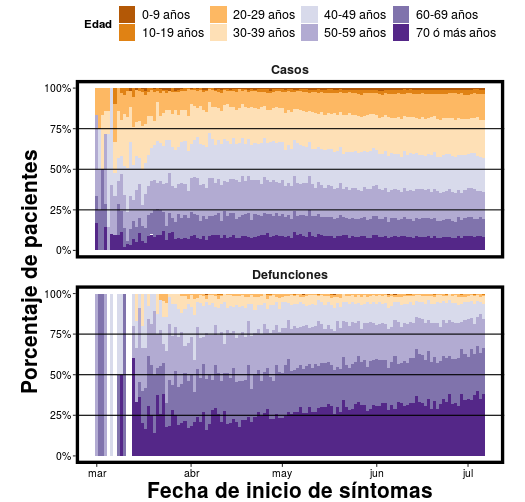 Edad
0-9 años 20-29 años 40-49 años 60-69 años
10-19 años 30-39 años 50-59 años 70 ó más años
Casos
100%
75%
50%
25%
0%
Defunciones
100%
75%
50%
25%
0%
mar abr may jun jul
Porcentaje de pacientes
Fecha de inicio de síntomas